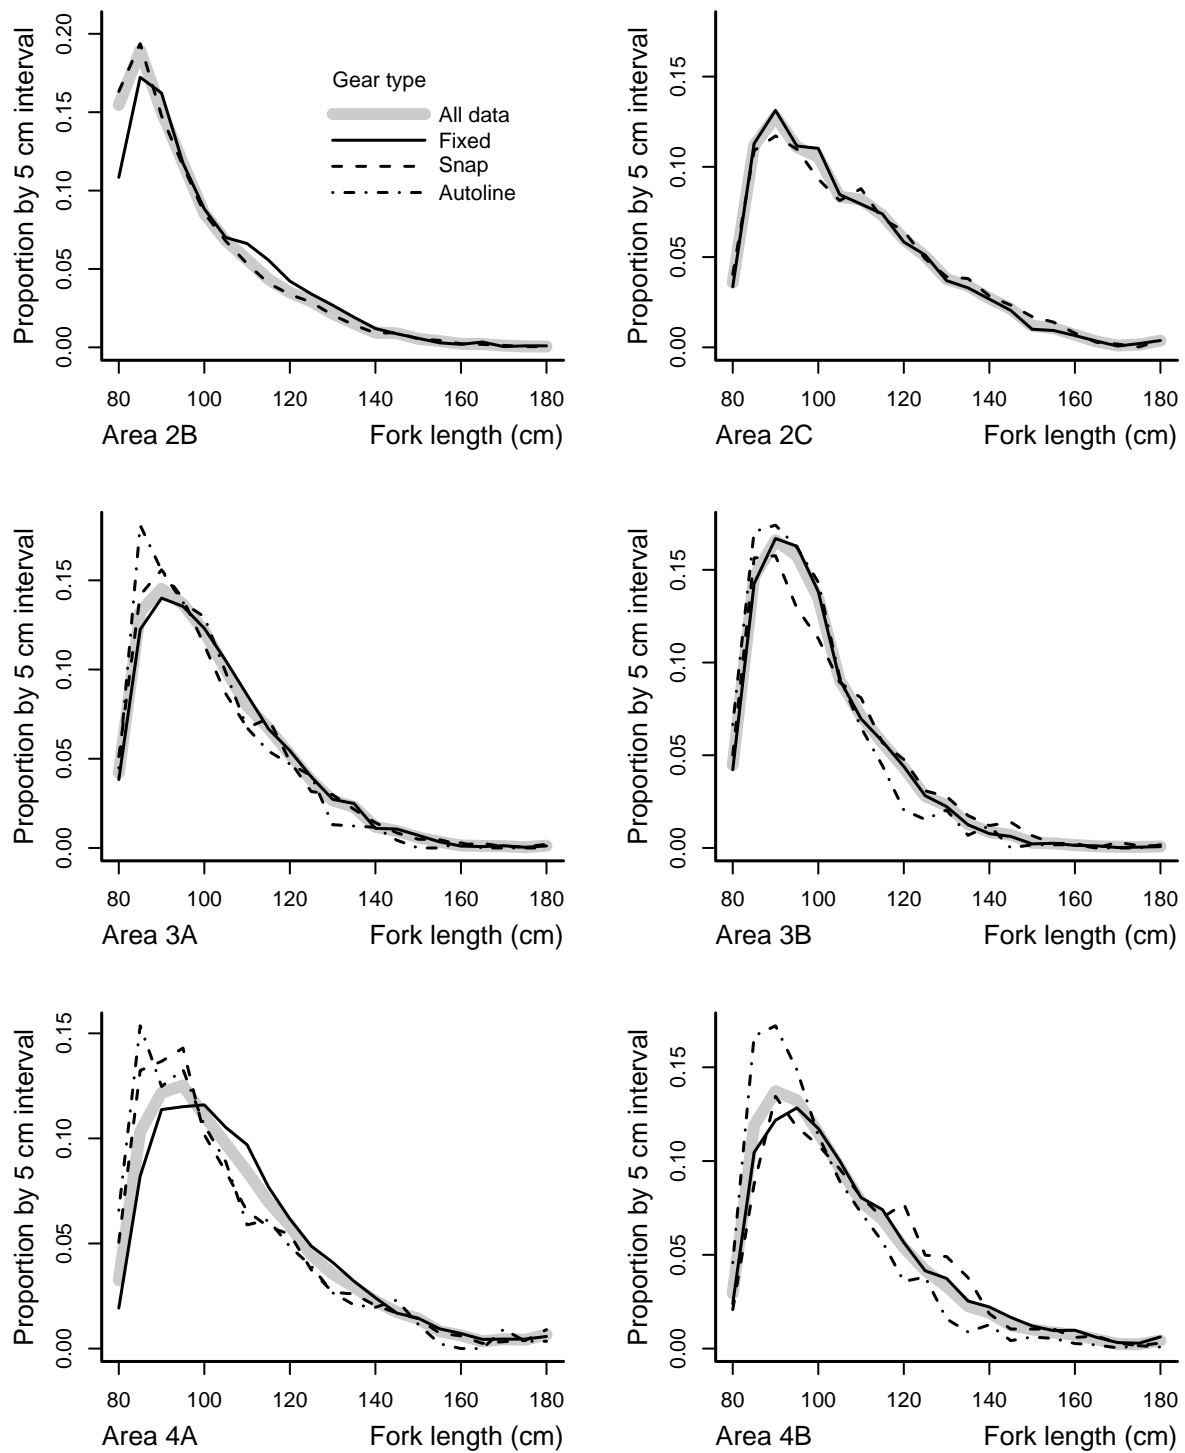 Proportion by 5 cm interval
0.00 0.05 0.10 0.15 0.20
Gear type
All data
Fixed
Snap
Autoline
80 100 120 140 160 180
Area 2B Fork length (cm)
Proportion by 5 cm interval
0.00 0.05 0.10 0.15
80 100 120 140 160 180
Area 2C Fork length (cm)
Proportion by 5 cm interval
0.00 0.05 0.10 0.15
80 100 120 140 160 180
Area 3A Fork length (cm)
Proportion by 5 cm interval
0.00 0.05 0.10 0.15
80 100 120 140 160 180
Area 3B Fork length (cm)
Proportion by 5 cm interval
0.00 0.05 0.10 0.15
80 100 120 140 160 180
Area 4A Fork length (cm)
Proportion by 5 cm interval
0.00 0.05 0.10 0.15
80 100 120 140 160 180
Area 4B Fork length (cm)